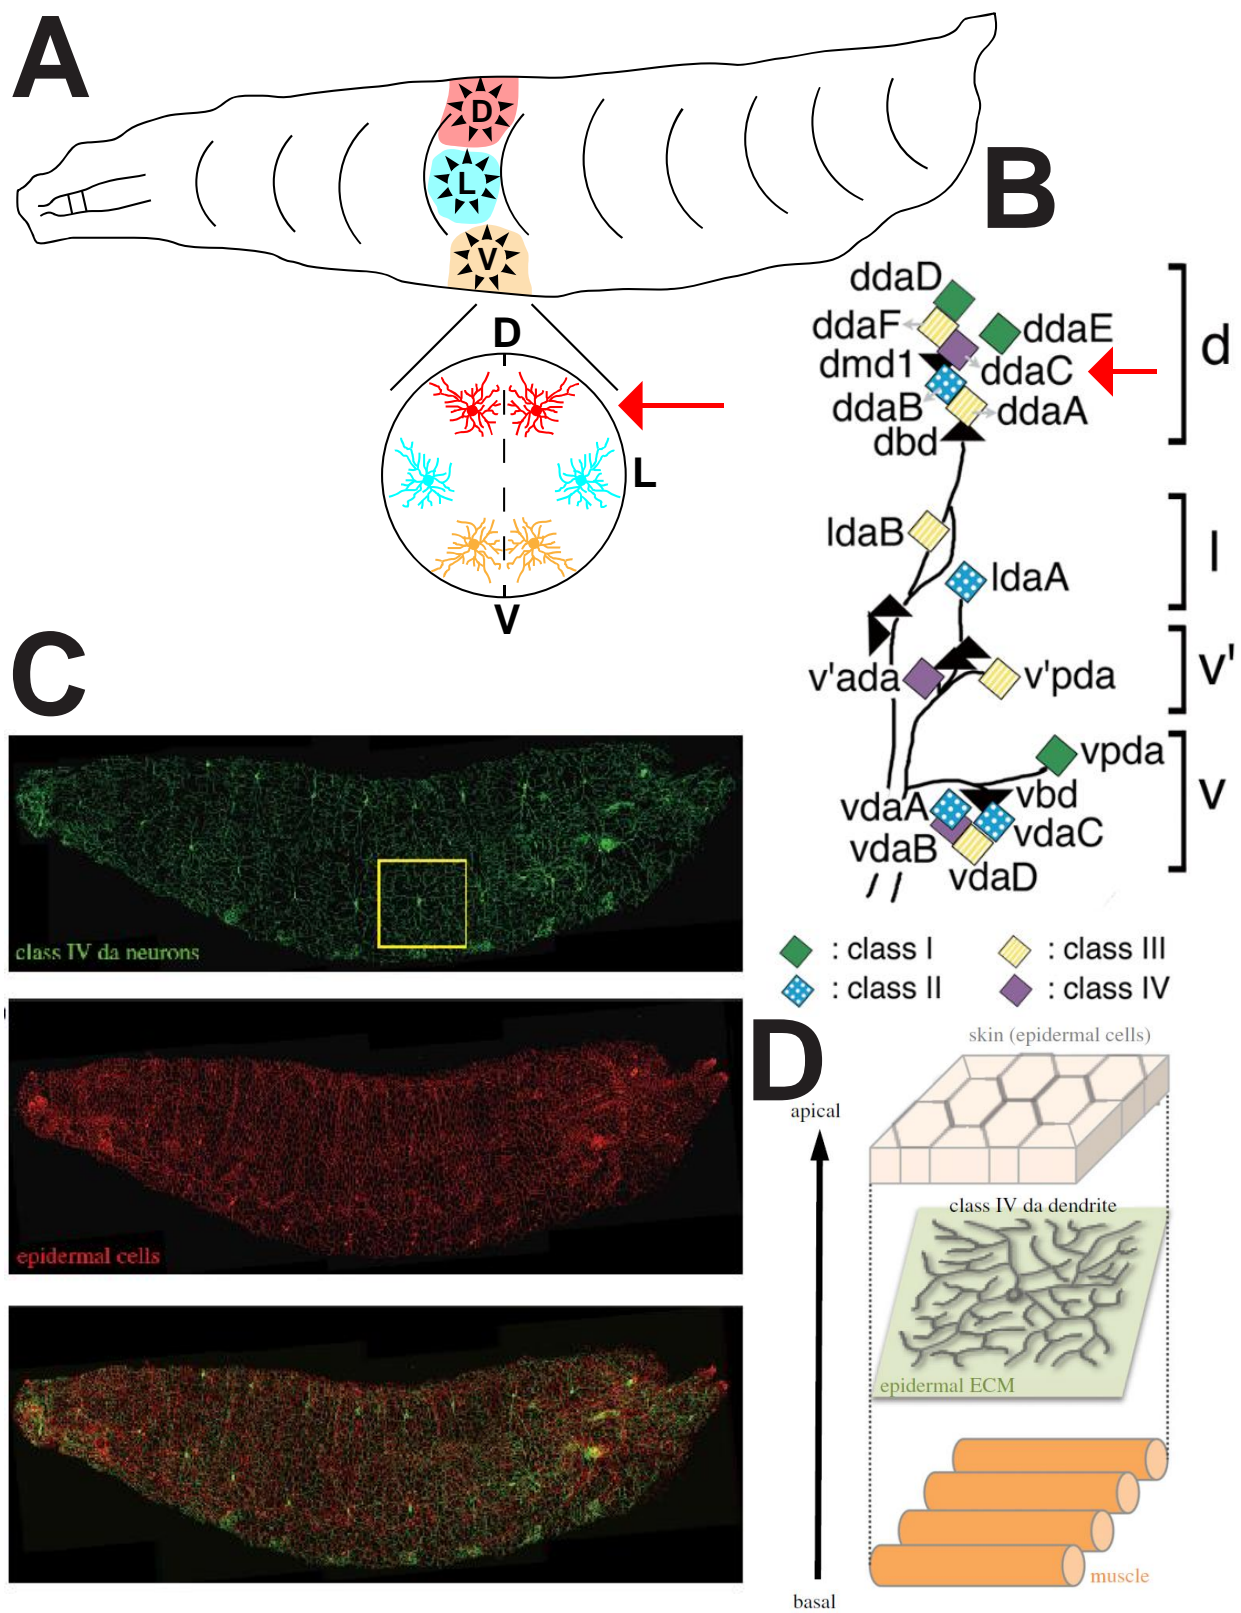 A
D
L
V
D
L
V
B
ddaD
ddaF
ddaE
dmd1
ddaC
ddaB
ddaA
dbd
d
ldaB
ldaA
l
v'ada
v'pda
v'
vpda
vdaA
vbd
vdaC
vdaB
vdaD
v
: class I
: class III
: class II
: class IV
C
class IV da neurons
epidermal cells
D
skin (epidermal cells)
apical
class IV da dendrite
epidermal ECM
muscle
basal